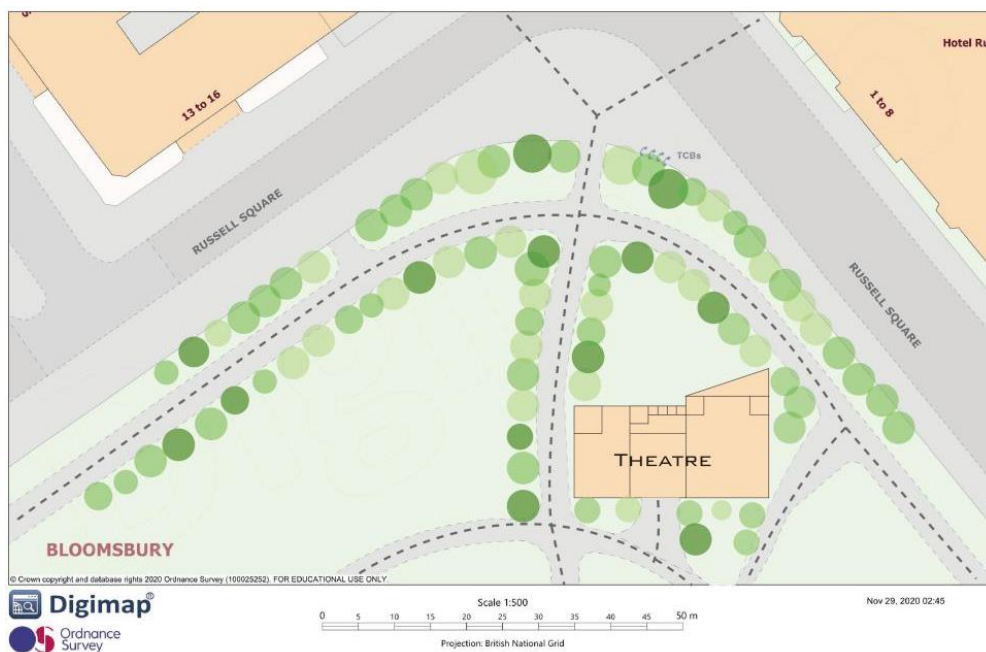 Hotel Ru
13 to 16
1 to 8
TCBs
RUSSELL SQUARE
RUSSELL SQUARE
THEATRE
BLOOMSBURY
© Crown copyright and database rights 2020 Ordnance Survey (100025252). FOR EDUCATIONAL USE ONLY.
Digimap®
Ordnance
Survey
Scale 1:500
0 5 10 15 20 25 30 35 40 45 50 m
Projection: British National Grid
Nov 29, 2020 02:45